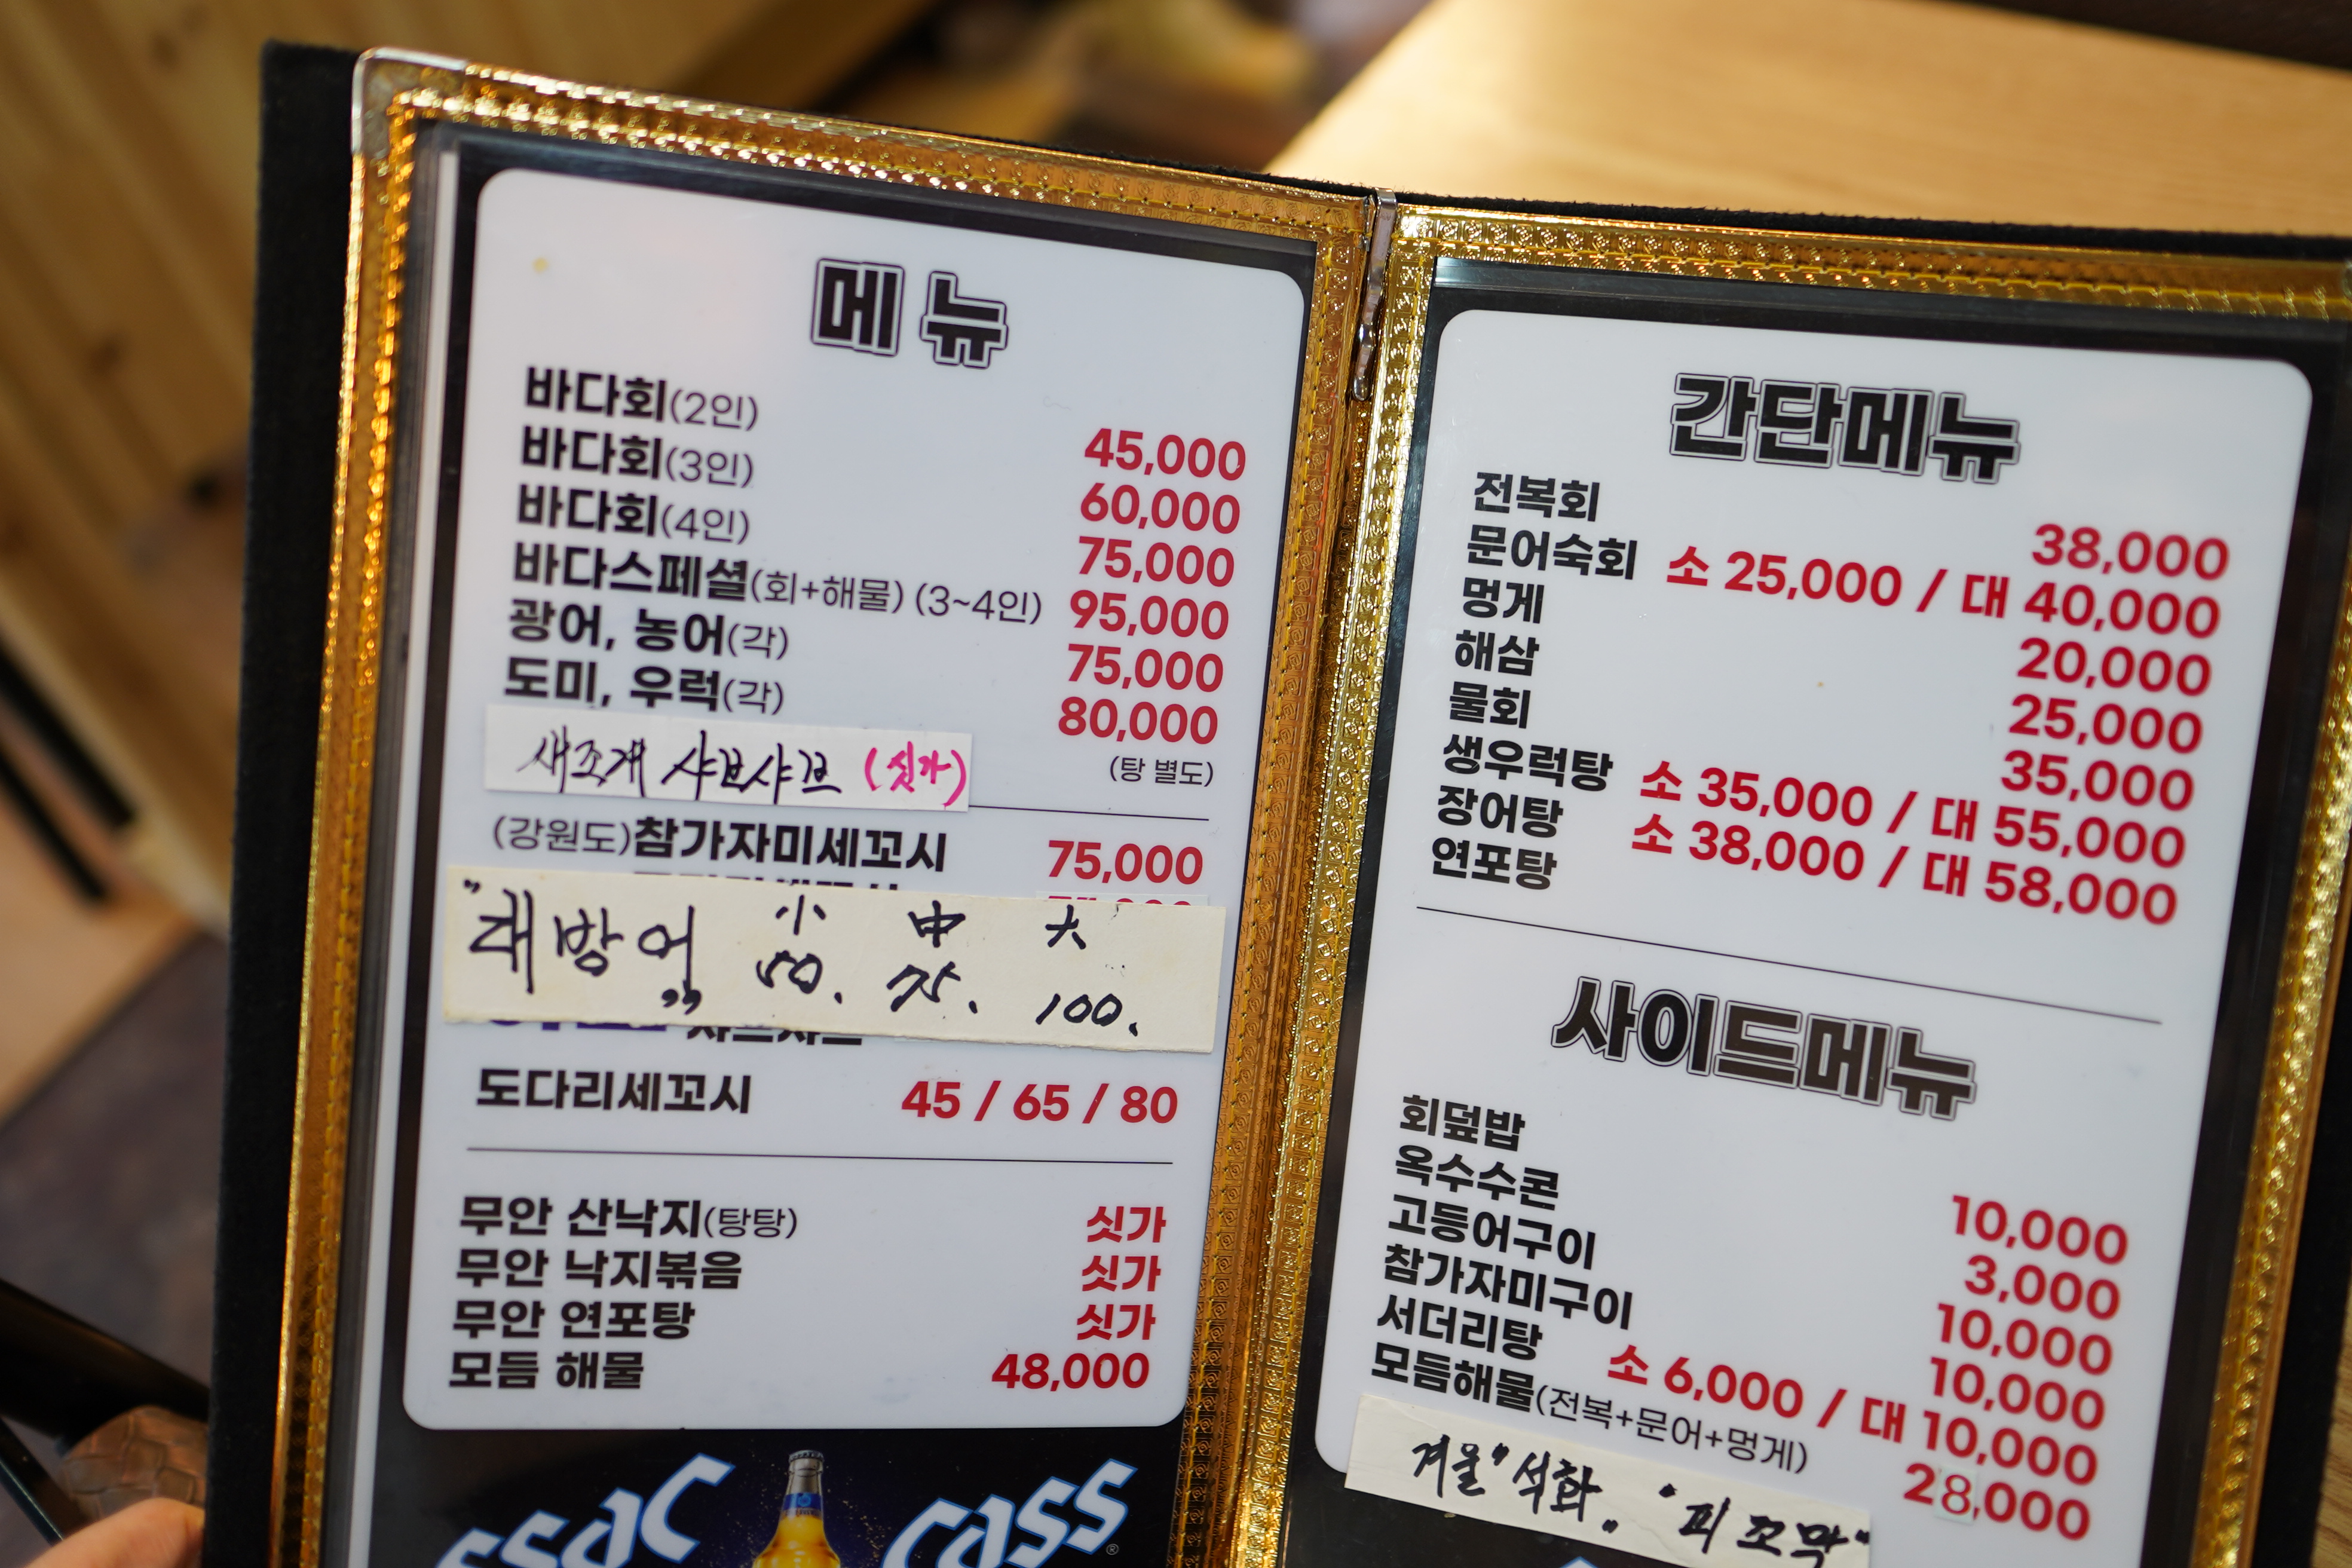 메뉴
바다회(2인) 45,000
바다회(3인) 60,000
바다회(4인) 75,000
바다스페셜(회+해물) (3~4인) 95,000
광어, 농어(각) 75,000
도미, 우럭(각) 80,000
(탕 별도)
새조개 샤브샤브 (싯가)
(강원도)참가자미세꼬시 75,000
"대방어" 小 50. 中 75. 大 100.
샤브샤브
도다리세꼬시 45 / 65 / 80
무안 산낙지(탕탕) 싯가
무안 낙지볶음 싯가
무안 연포탕 싯가
모듬 해물 48,000
cass
간단메뉴
전복회 38,000
문어숙회 소 25,000 / 대 40,000
멍게 20,000
해삼 25,000
물회 35,000
생우럭탕 소 35,000 / 대 55,000
장어탕 소 38,000 / 대 58,000
연포탕
사이드메뉴
회덮밥 10,000
옥수수콘 3,000
고등어구이 10,000
참가자미구이 10,000
서더리탕 소 6,000 / 대 10,000
모듬해물(전복+문어+멍게) 28,000
겨울 "석화" "피꼬막"